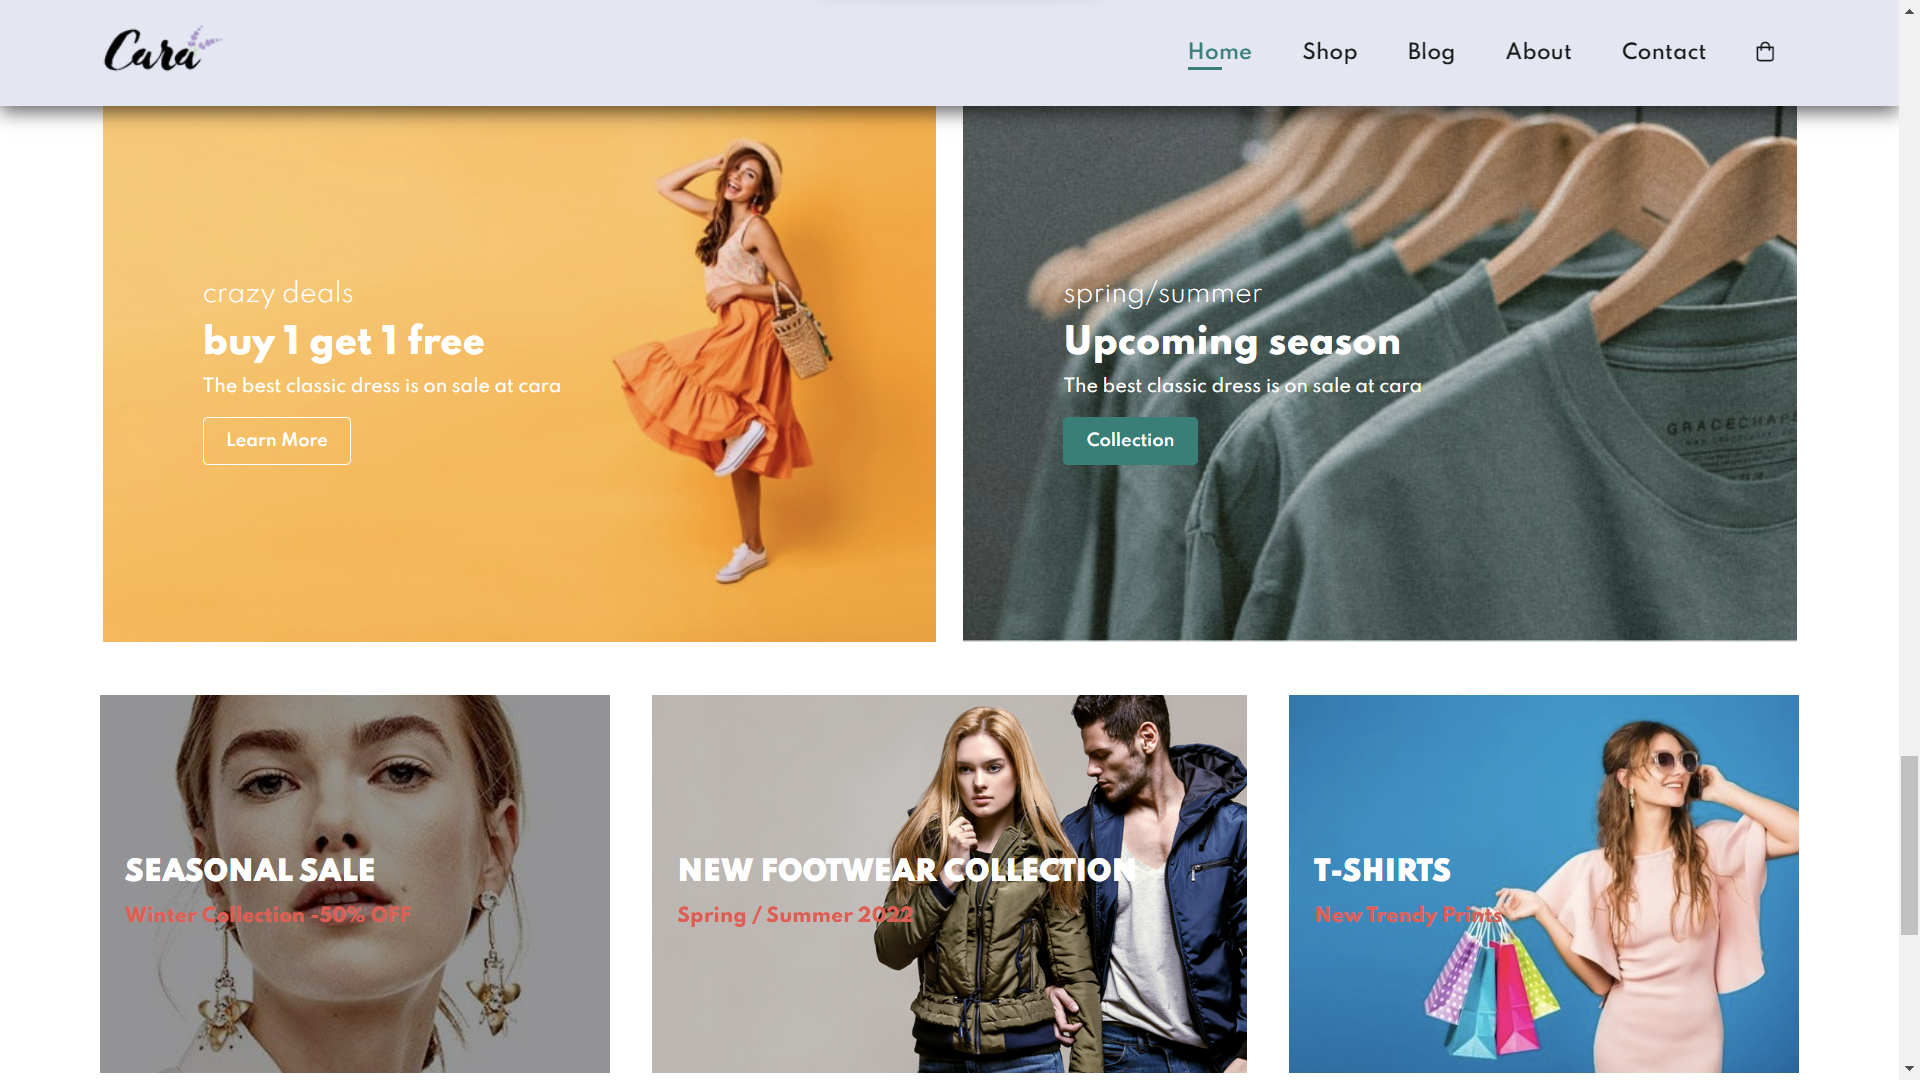 Cara
Home Shop Blog About Contact
crazy deals
buy 1 get 1 free
The best classic dress is on sale at cara
Learn More
spring/summer
Upcoming season
The best classic dress is on sale at cara
Collection
SEASONAL SALE
Winter Collection -50% OFF
NEW FOOTWEAR COLLECTION
Spring / Summer 2022
T-SHIRTS
New Trendy Prints